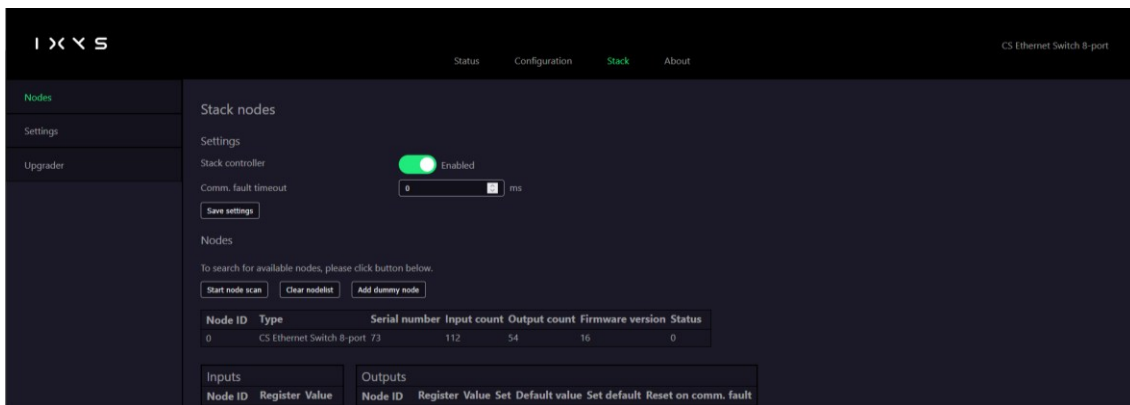 IXYS
CS Ethernet Switch 8-port
Status Configuration Stack About
Nodes
Settings
Upgrader
Stack nodes
Settings
Stack controller Enabled
Comm. fault timeout 0 ms
Save settings
Nodes
To search for available nodes, please click button below.
Start node scan Clear nodelist Add dummy node
Node ID Type Serial number Input count Output count Firmware version Status
0 CS Ethernet Switch 8-port 73 112 54 16 0
Inputs Outputs
Node ID Register Value Node ID Register Value Set Default value Set default Reset on comm. fault